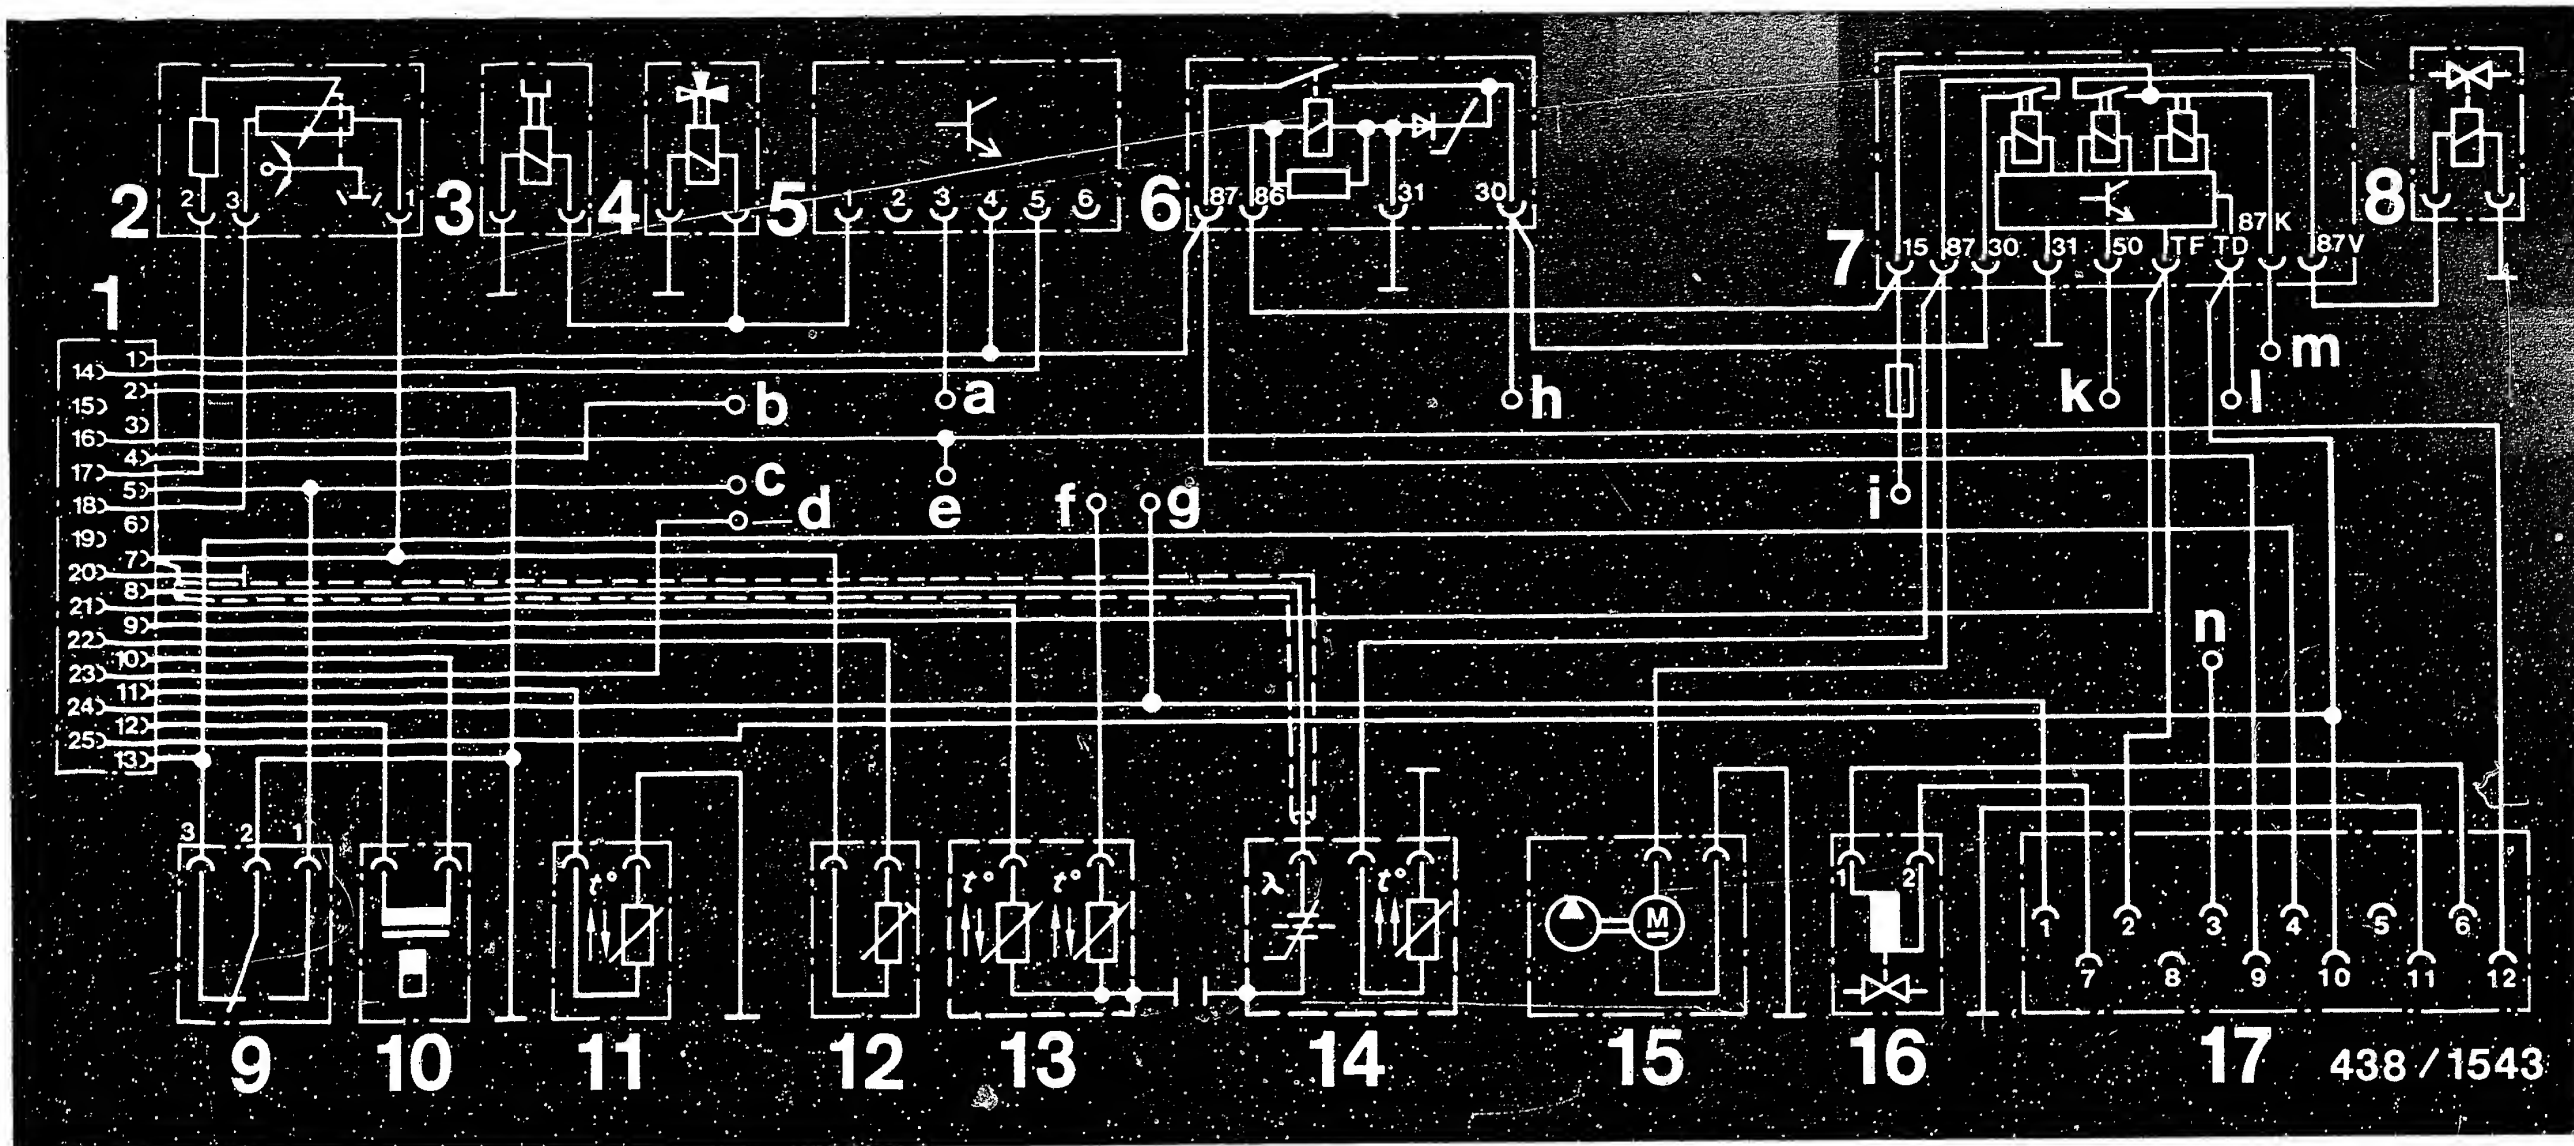 2 3 1
2
3
4
5
1 2 3 4 5 6
6
87 86 31 30
7
15 87 30 31 50 TF TD 87K 87V
8
1
1
14
2
15
3
16
4
17
5
18
6
19
7
20
8
21
9
22
10
23
11
24
12
25
13
a
b
c
d
e
f
g
h
i
k
l
m
n
3 2 1
9
10
t°
11
12
t° t°
13
λ t°
14
M
15
1 2
16
1 2 3 4 5 6
7 8 9 10 11 12
17
438/1543